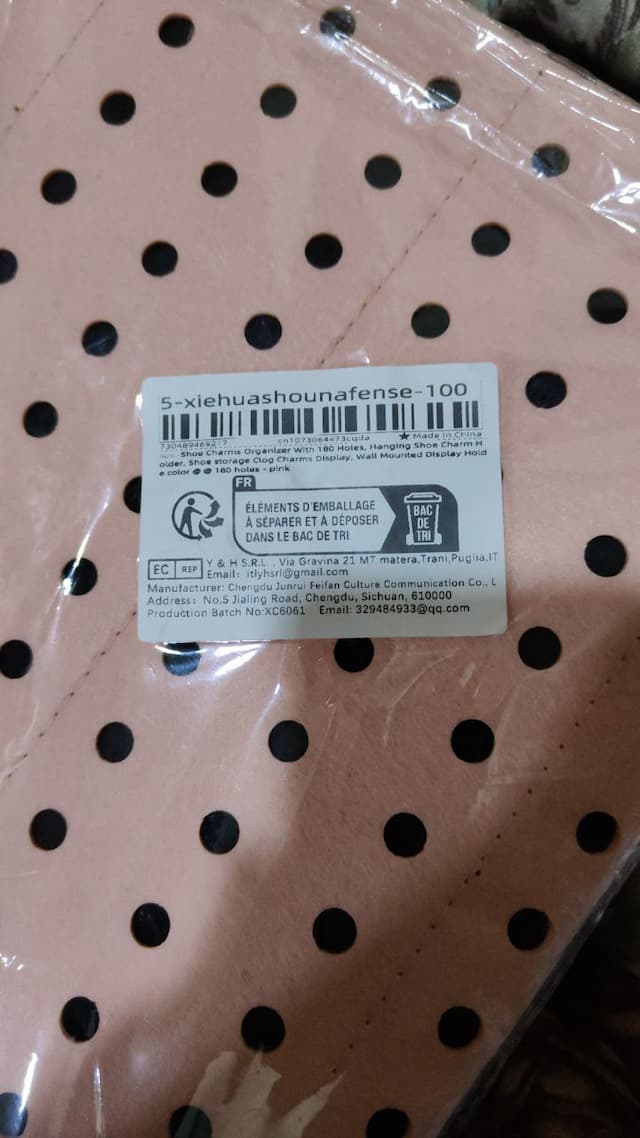 5-xiehuashounafense-100
cn1073064473cqda ★ Made In China
Shoe Charms Organizer With 180 Holes, Hanging Shoe Charm H
older, Shoe storage Clog Charms Display, Wall Mounted Display Hold
e color @ @ 180 holes - pink
FR
ÉLÉMENTS D'EMBALLAGE
À SÉPARER ET À DÉPOSER
DANS LE BAC DE TRI
BAC
DE
TRI
EC REP Y & H S.R.L. , Via Gravina 21 MT matera,Trani,Puglia,IT
Email: itlyhsrl@gmail.com
Manufacturer: Chengdu Junrui Feifan Culture Communication Co., L
Address: No.5 Jialing Road, Chengdu, Sichuan, 610000
Production Batch No:XC6061 Email: 329484933@qq.com